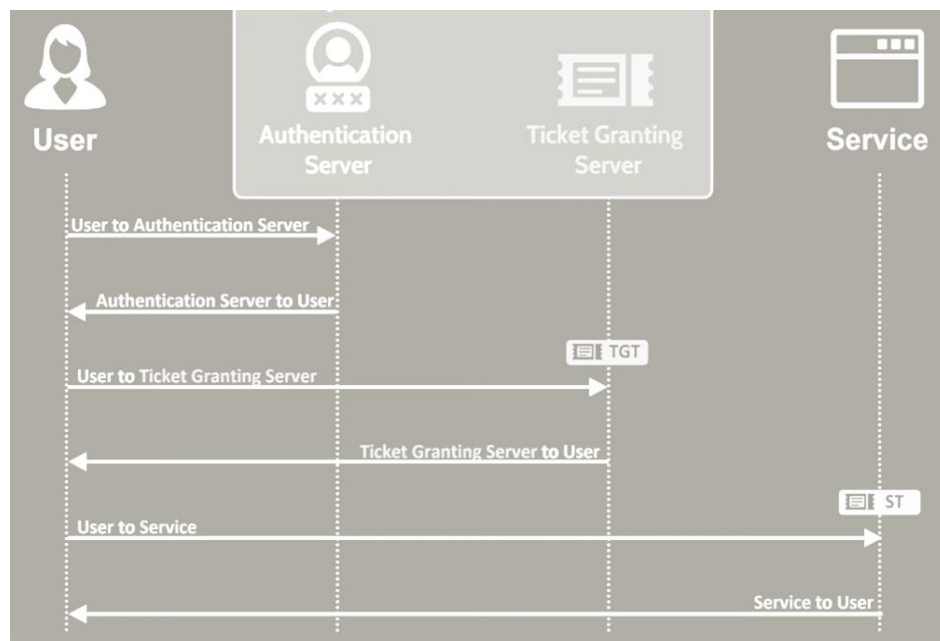 User
Authentication
Server
Ticket Granting
Server
Service
User to Authentication Server
Authentication Server to User
TGT
User to Ticket Granting Server
Ticket Granting Server to User
ST
User to Service
Service to User